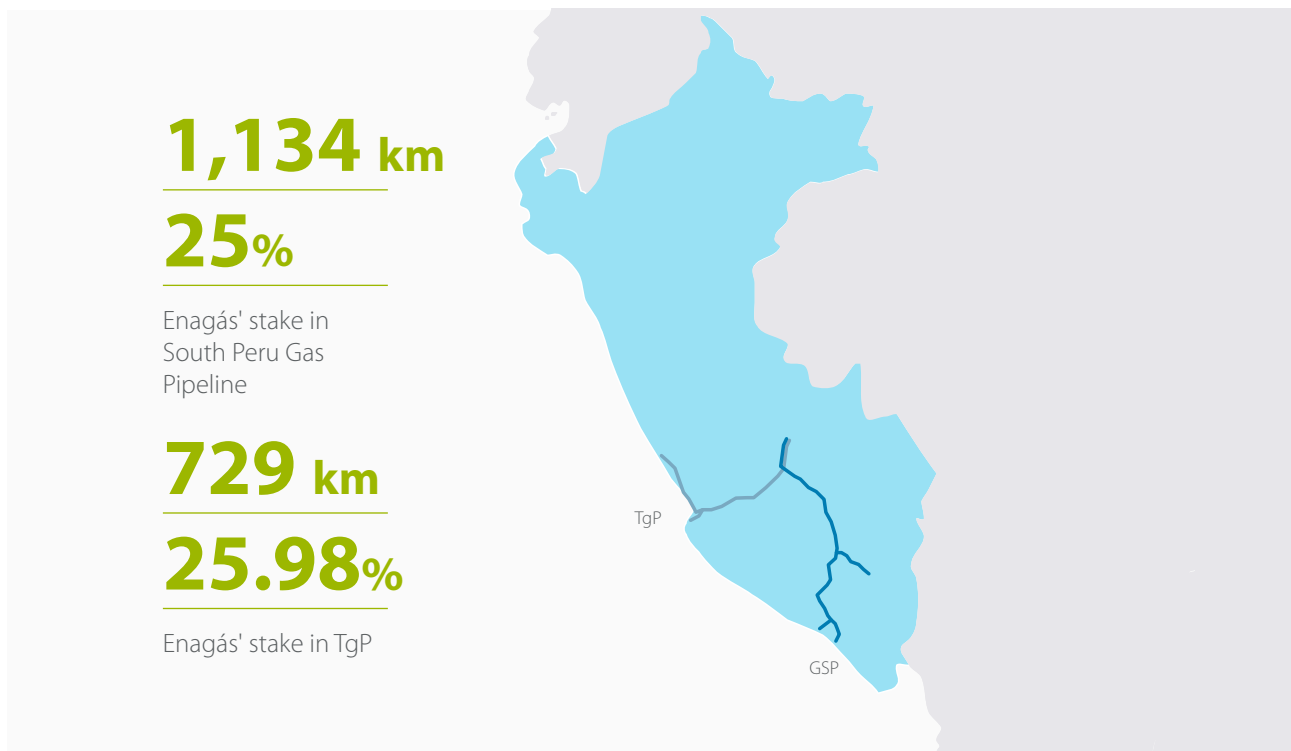 1,134 km
25%
Enagás' stake in
South Peru Gas
Pipeline
729 km
25.98%
Enagás' stake in TgP
TgP
GSP